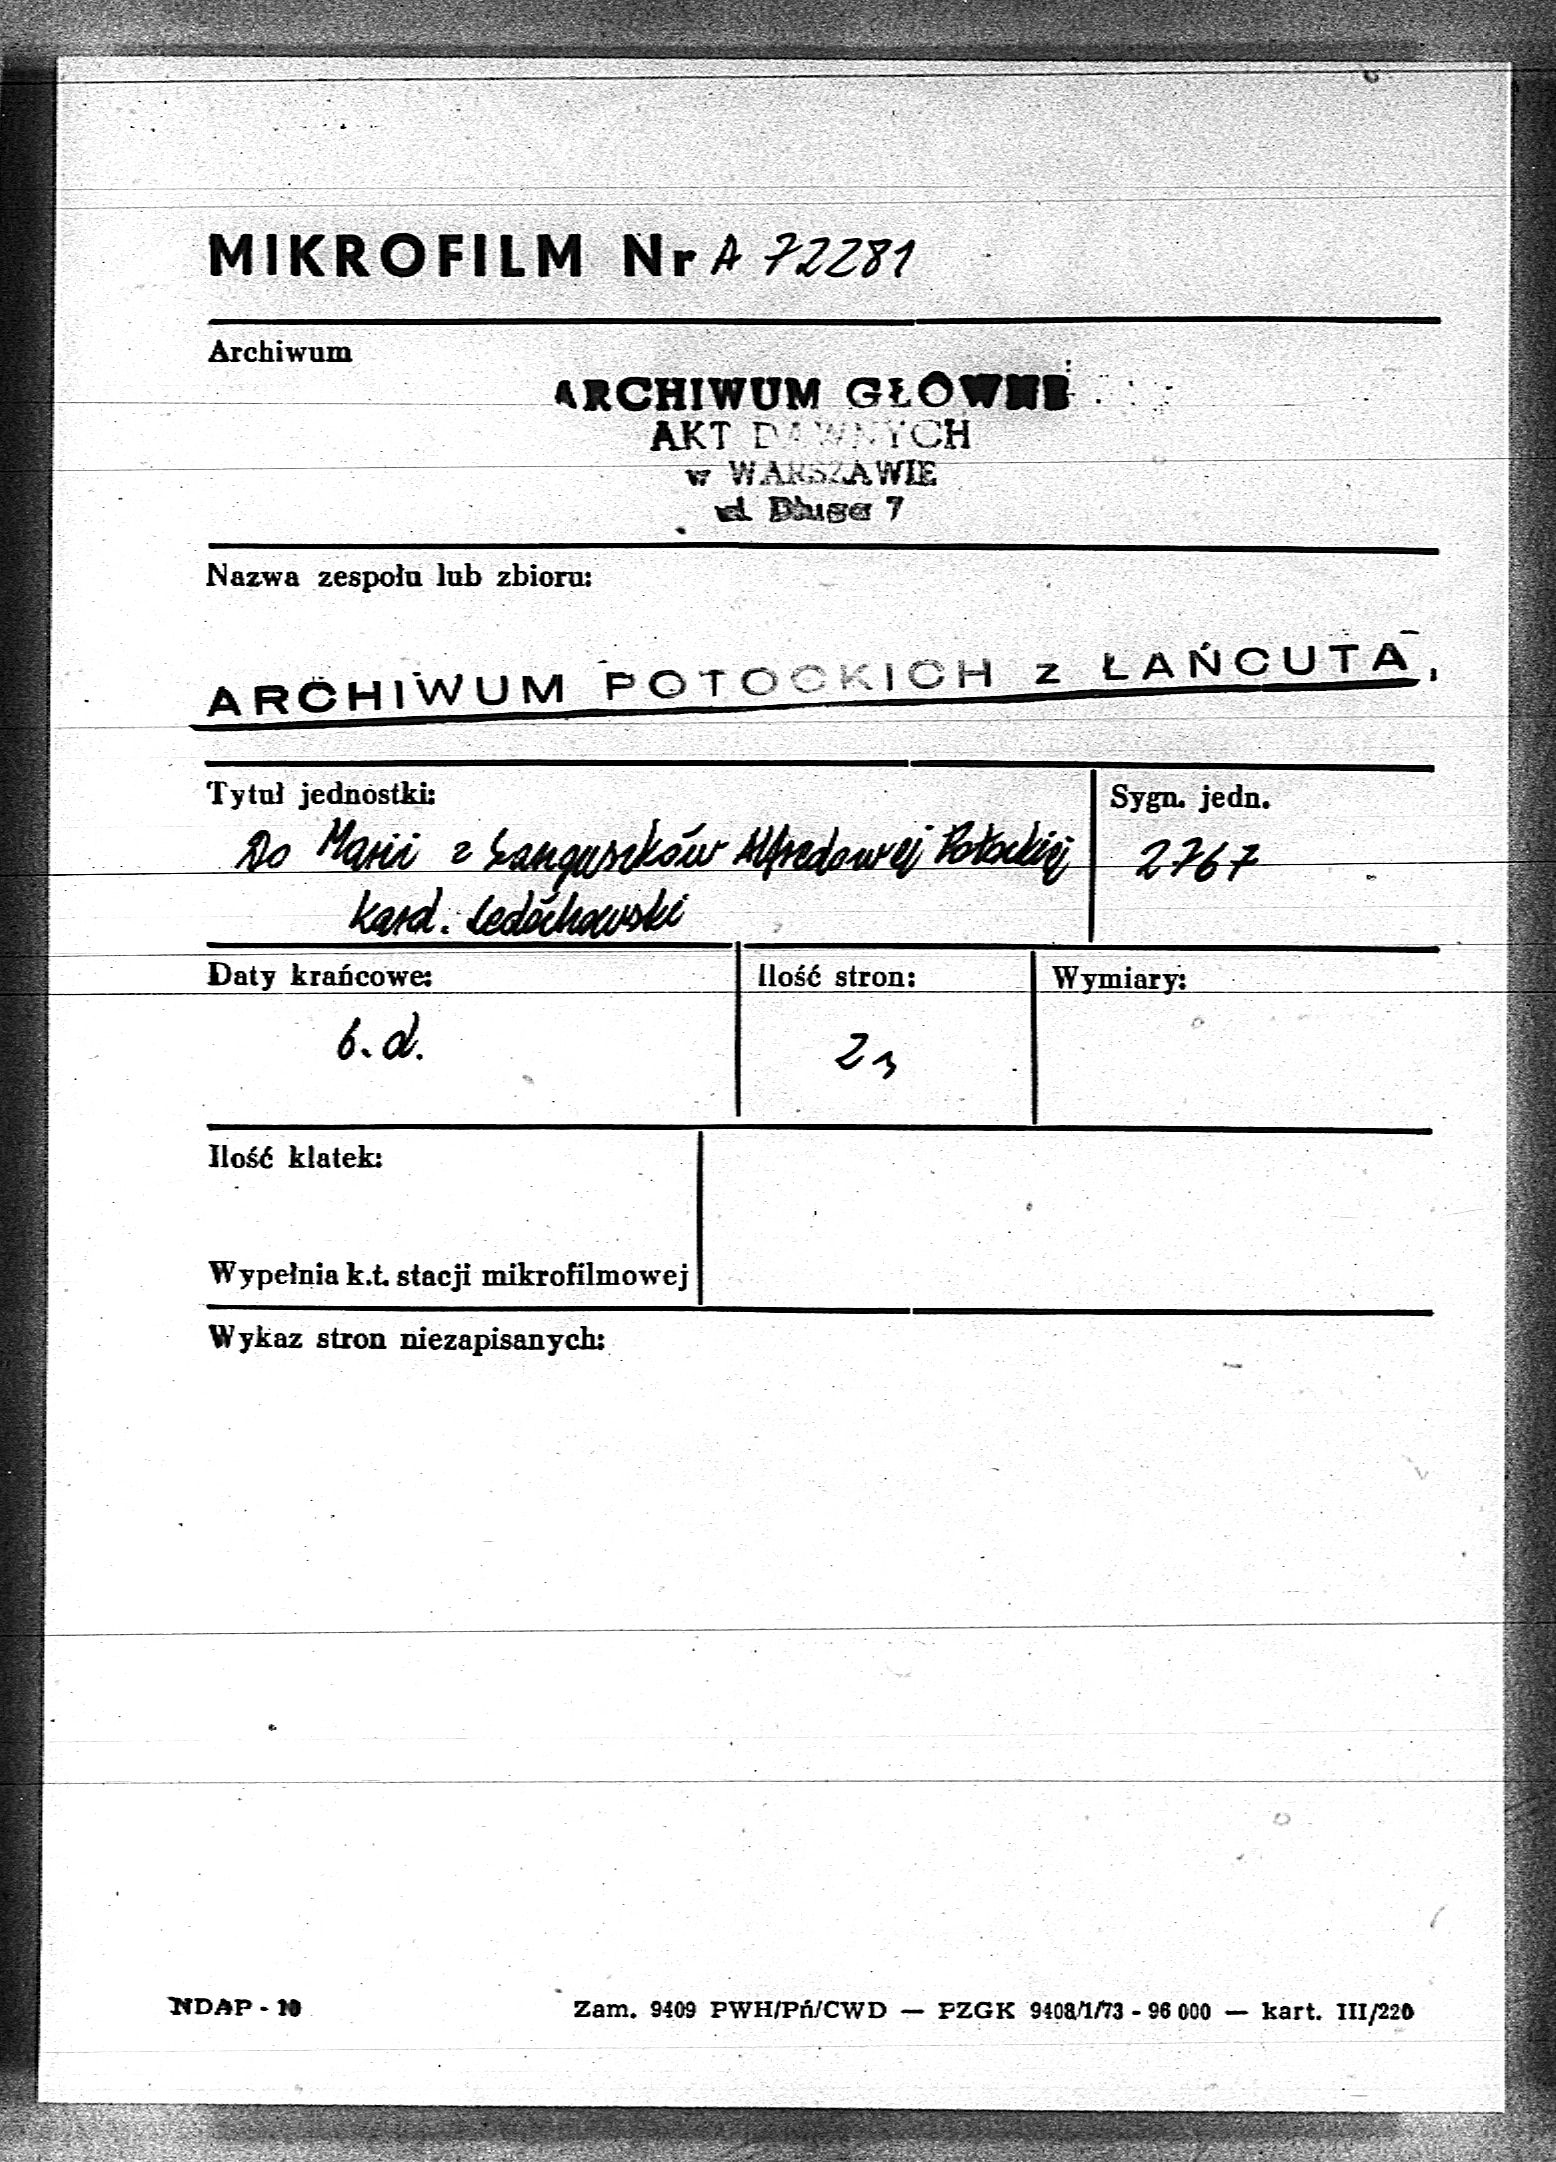 MIKROFILM Nr A 72281
Archiwum
ARCHIWUM GŁÓWNE
AKT DAWNYCH
w WARSZAWIE
ul. Długa 7
Nazwa zespołu lub zbioru:
ARCHIWUM POTOCKICH z ŁAŃCUTA
Tytuł jednostki:
Sygn. jedn.
Do Marii z Sanguszków Alfredowej Potockiej
2767
Kard. Ledóchowski
Daty krańcowe:
Ilość stron:
Wymiary:
b.d.
2
Ilość klatek:
Wypełnia k.t. stacji mikrofilmowej
Wykaz stron niezapisanych:
NDAP - 10
Zam. 9409 PWH/Pń/CWD — PZGK 9408/1/73 - 96 000 — kart. III/220